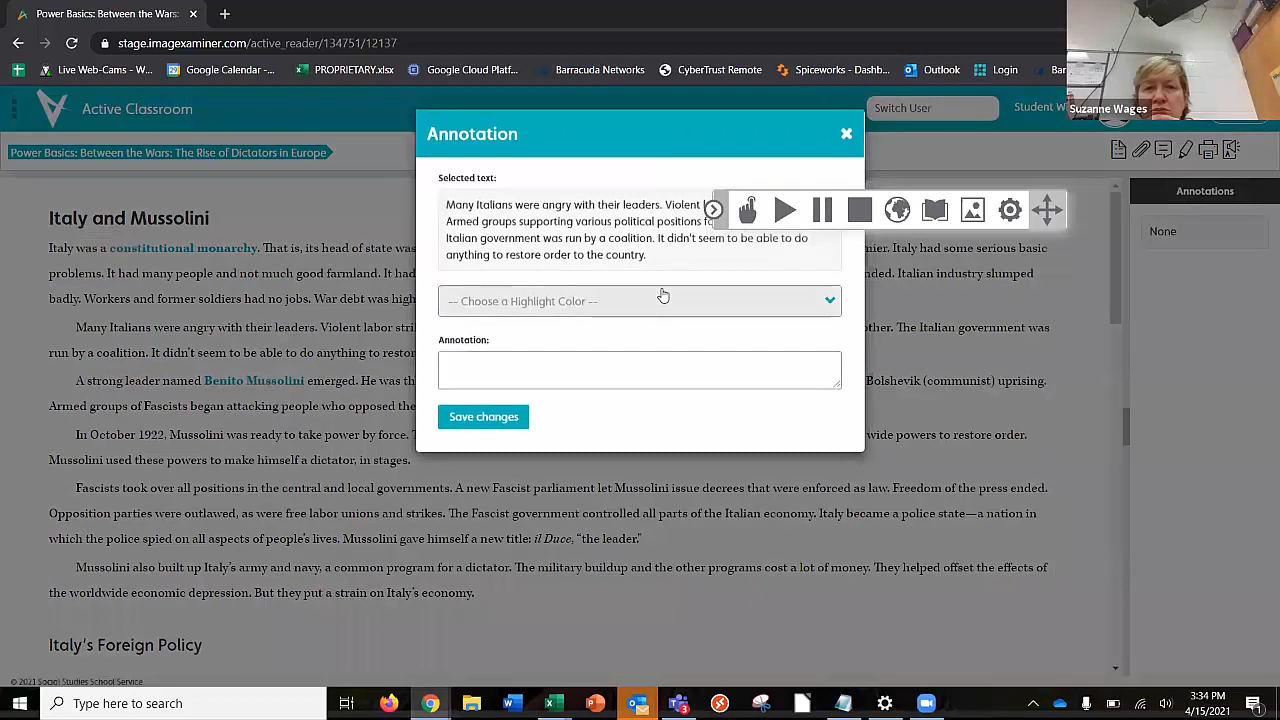 Power Basics: Between the Wars:
stage.imagexaminer.com/active_reader/134751/12137
Live Web-Cams - W...
Google Calendar -...
PROPRIETAR
Google Cloud Platf...
Barracuda Networks
CyberTrust Remote
Spaceworks - Dashb...
Outlook
Login
Bar
Suzanne Wages
Active Classroom
Switch User
Student W
Power Basics: Between the Wars: The Rise of Dictators in Europe
Annotation
Selected text:
Many Italians were angry with their leaders. Violent
Armed groups supporting various political positions fo
Italian government was run by a coalition. It didn't seem to be able to do
anything to restore order to the country.
-- Choose a Highlight Color --
Annotation:
Save changes
Annotations
None
Italy and Mussolini
Italy was a constitutional monarchy. That is, its head of state was
mier. Italy had some serious
problems. It had many people and not much good farmland. It had
nded. Italian industry slumped
badly. Workers and former soldiers had no jobs. War debt was high
Many Italians were angry with their leaders. Violent labor stri
other. The Italian government was
run by a coalition. It didn't seem to be able to do anything to restor
A strong leader named Benito Mussolini emerged. He was th
Bolshevik (communist) uprising.
Armed groups of Fascists began attacking people who opposed the
In October 1922, Mussolini was ready to take power by force. T
wide powers to restore order.
Mussolini used these powers to make himself a dictator, in stages.
Fascists took over all positions in the central and local governments. A new Fascist parliament let Mussolini issue decrees that were enforced as law. Freedom of the press ended.
Opposition parties were outlawed, as were free labor unions and strikes. The Fascist government controlled all parts of the Italian economy. Italy became a police state—a nation in
which the police spied on all aspects of people's lives. Mussolini gave himself a new title: il Duce, "the leader."
Mussolini also built up Italy's army and navy, a common program for a dictator. The military buildup and the other programs cost a lot of money. They helped offset the effects of
the worldwide economic depression. But they put a strain on Italy's economy.
Italy's Foreign Policy
© 2021 Social Studies School Service
Type here to search
3:34 PM
4/15/2021
1